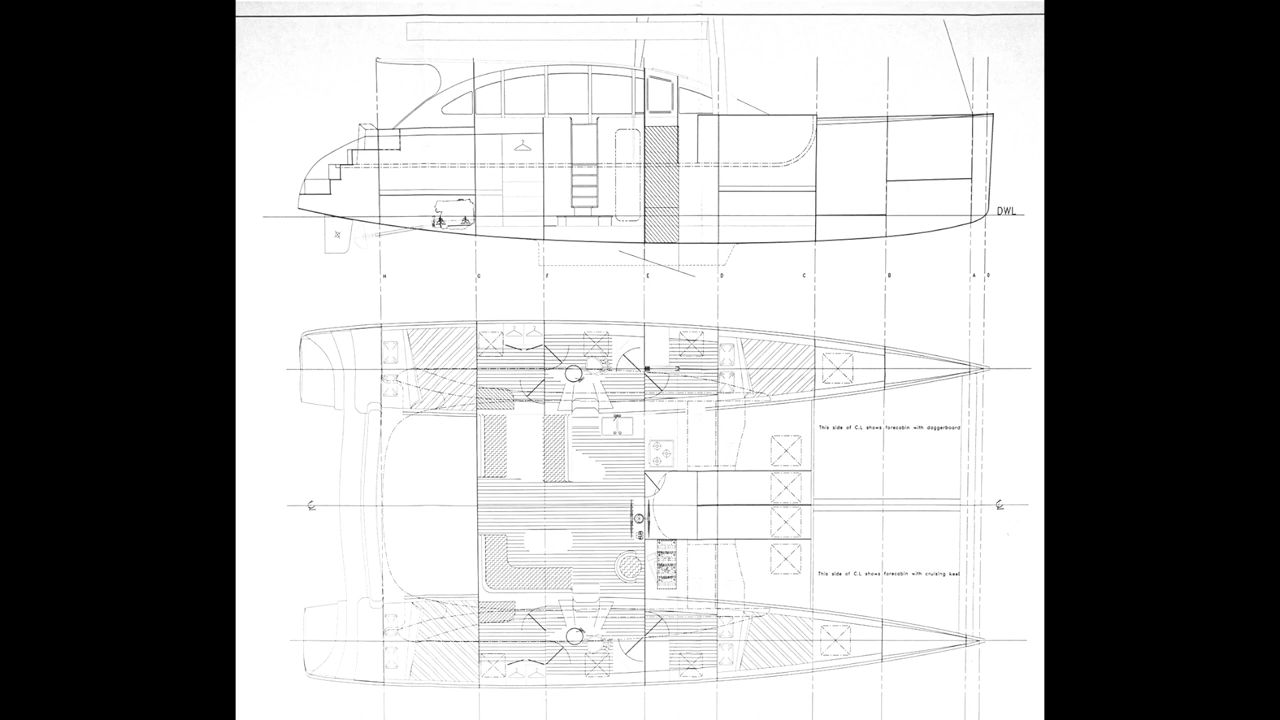 DWL
H G F E D C B A 0
This side of C.L shows forecabin with daggerboard
This side of C.L shows forecabin with cruising keel